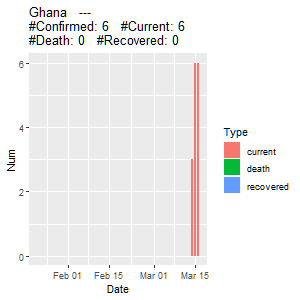 Ghana   ---
#Confirmed: 6   #Current: 6
#Death: 0   #Recovered: 0
6
4
2
0
Num
Feb 01
Feb 15
Mar 01
Mar 15
Date
Type
current
death
recovered